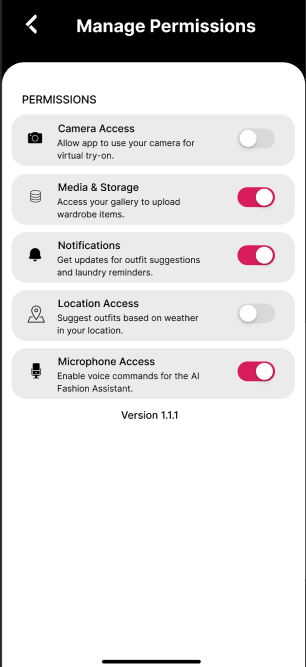 Manage Permissions
PERMISSIONS
Camera Access
Allow app to use your camera for
virtual try-on.
Media & Storage
Access your gallery to upload
wardrobe items.
Notifications
Get updates for outfit suggestions
and laundry reminders.
Location Access
Suggest outfits based on weather
in your location.
Microphone Access
Enable voice commands for the AI
Fashion Assistant.
Version 1.1.1